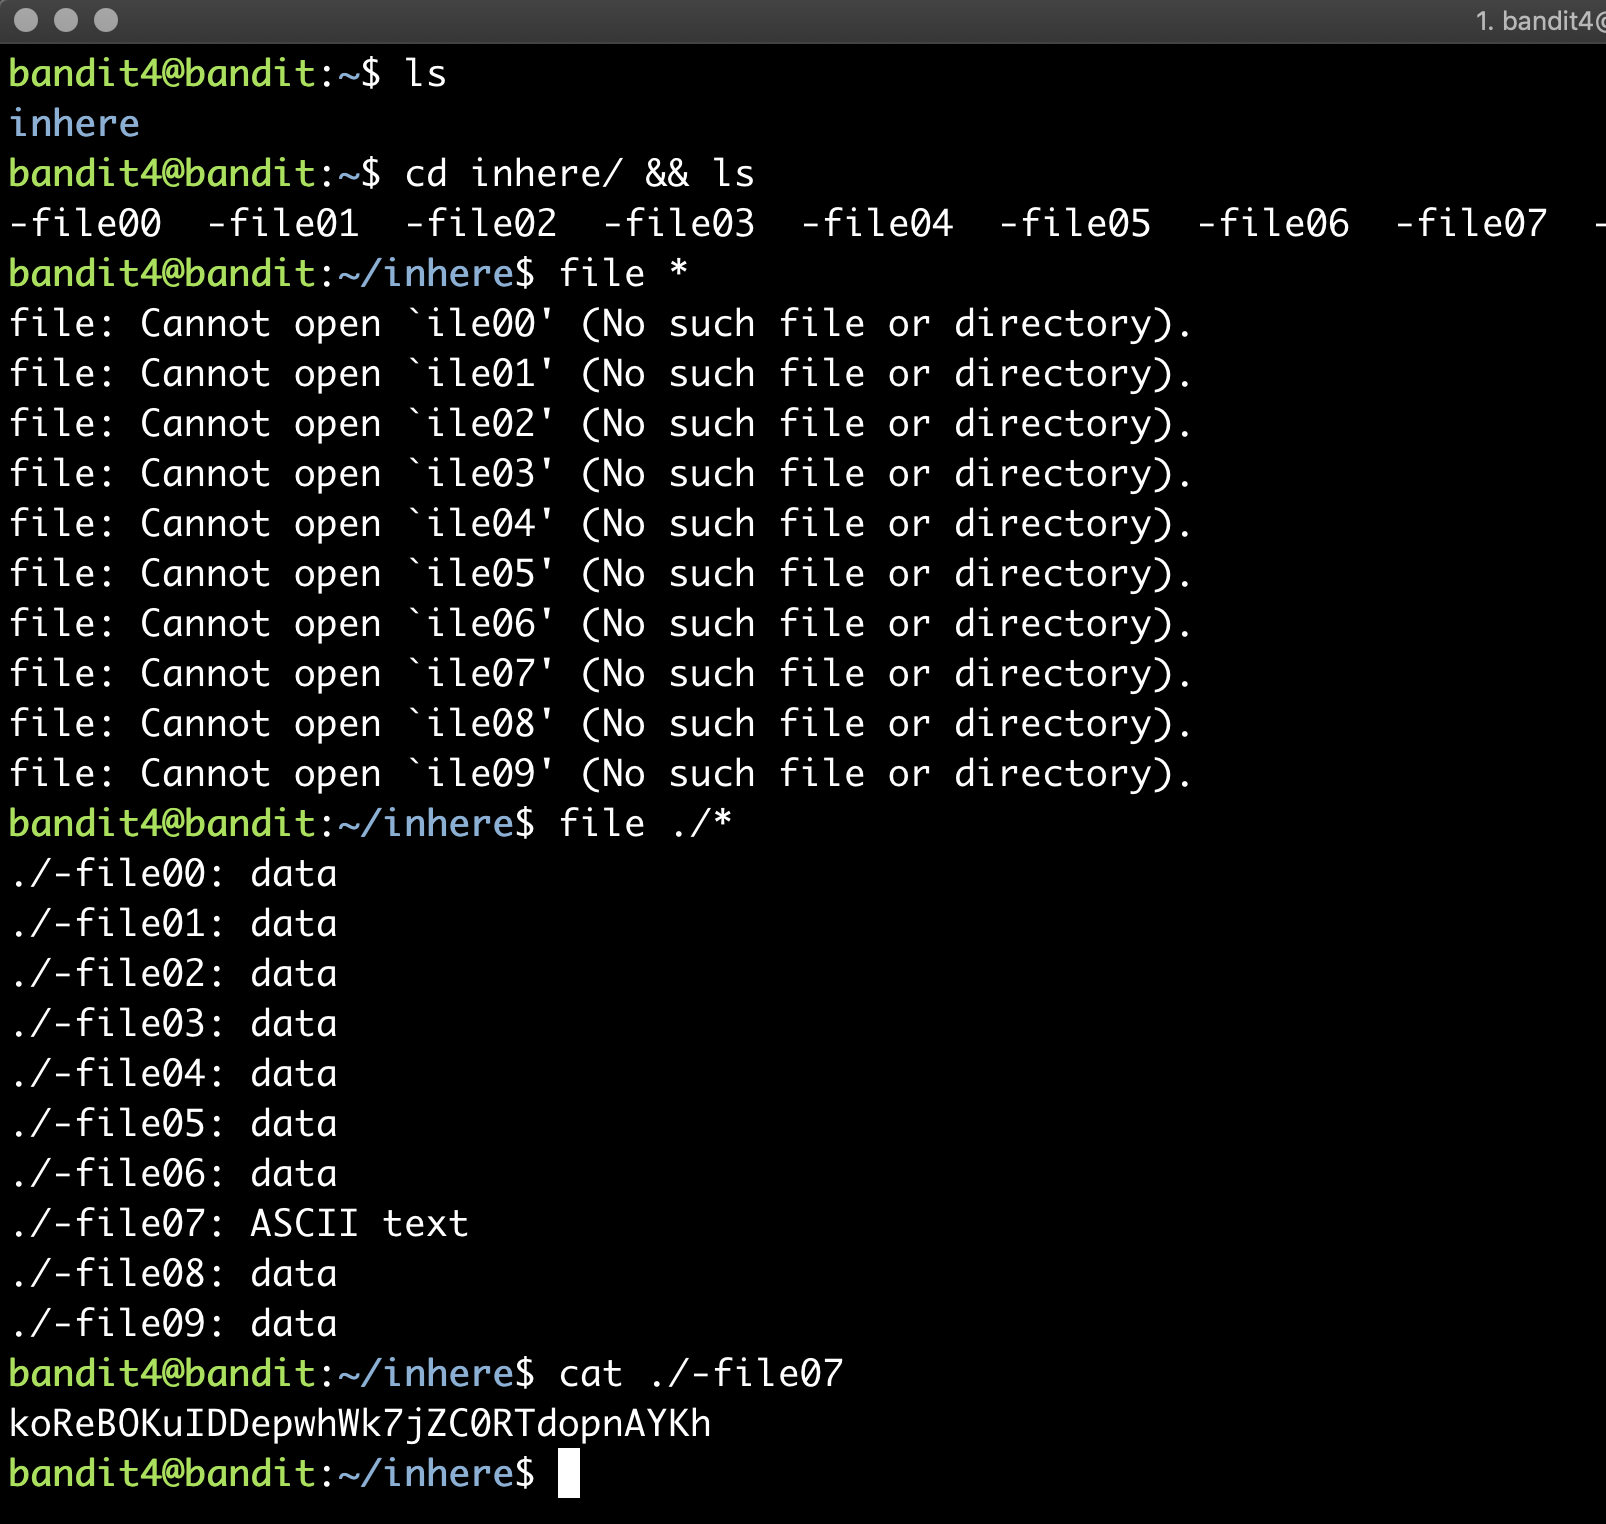 1. bandit4@
bandit4@bandit:~$ ls
inhere
bandit4@bandit:~$ cd inhere/ && ls
-file00  -file01  -file02  -file03  -file04  -file05  -file06  -file07  -
bandit4@bandit:~/inhere$ file *
file: Cannot open `ile00' (No such file or directory).
file: Cannot open `ile01' (No such file or directory).
file: Cannot open `ile02' (No such file or directory).
file: Cannot open `ile03' (No such file or directory).
file: Cannot open `ile04' (No such file or directory).
file: Cannot open `ile05' (No such file or directory).
file: Cannot open `ile06' (No such file or directory).
file: Cannot open `ile07' (No such file or directory).
file: Cannot open `ile08' (No such file or directory).
file: Cannot open `ile09' (No such file or directory).
bandit4@bandit:~/inhere$ file ./*
./-file00: data
./-file01: data
./-file02: data
./-file03: data
./-file04: data
./-file05: data
./-file06: data
./-file07: ASCII text
./-file08: data
./-file09: data
bandit4@bandit:~/inhere$ cat ./-file07
koReBOKuIDDepwhWk7jZC0RTdopnAYKh
bandit4@bandit:~/inhere$